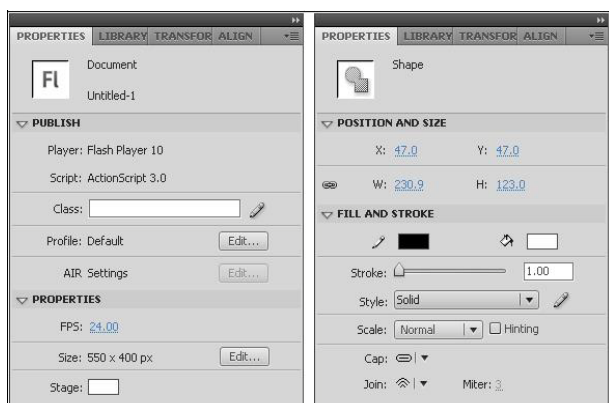 PROPERTIES LIBRARY TRANSFOR ALIGN
Fl
Document
Untitled-1
PUBLISH
Player: Flash Player 10
Script: ActionScript 3.0
Class:
Profile: Default Edit...
AIR Settings Edit...
PROPERTIES
FPS: 24.00
Size: 550 x 400 px Edit...
Stage:
PROPERTIES LIBRARY TRANSFOR ALIGN
Shape
POSITION AND SIZE
X: 47.0 Y: 47.0
W: 230.9 H: 123.0
FILL AND STROKE
Stroke: 1.00
Style: Solid
Scale: Normal Hinting
Cap:
Join: Miter: 3